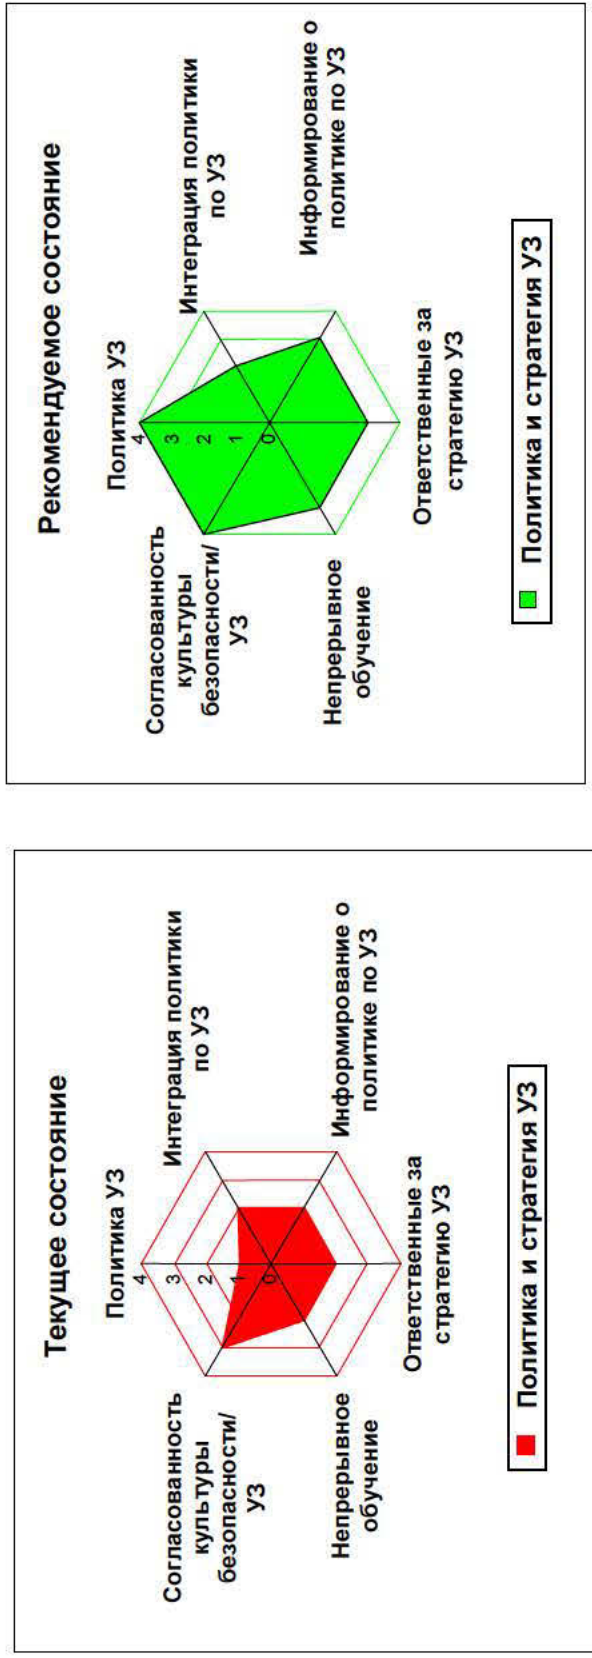 Текущее состояние
Политика УЗ
Интеграция политики
по УЗ
Информирование о
политике по УЗ
Ответственные за
стратегию УЗ
Непрерывное
обучение
Согласованность
культуры
безопасности/
УЗ
4
3
2
1
0
Политика и стратегия УЗ
Рекомендуемое состояние
Политика УЗ
Интеграция политики
по УЗ
Информирование о
политике по УЗ
Ответственные за
стратегию УЗ
Непрерывное
обучение
Согласованность
культуры
безопасности/
УЗ
4
3
2
1
0
Политика и стратегия УЗ